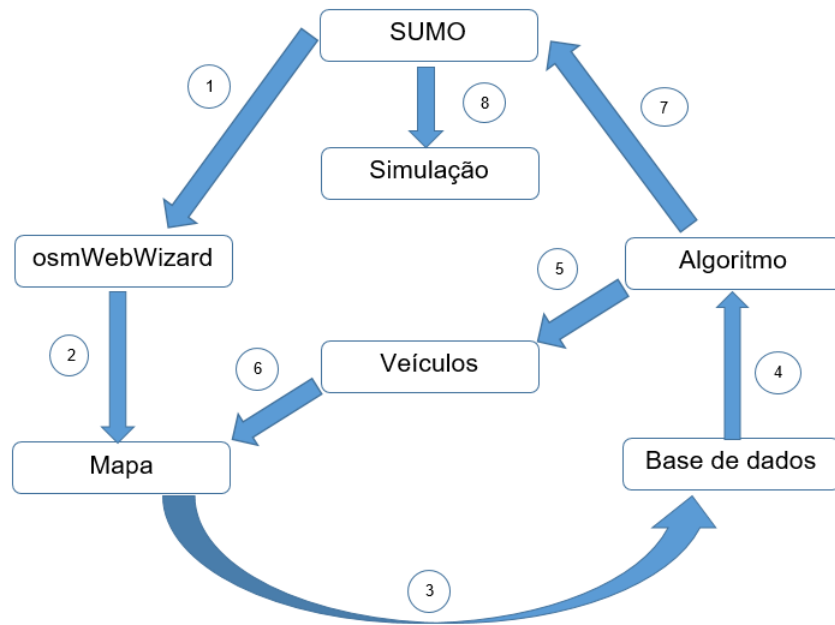 SUMO
1
8
7
Simulação
osmWebWizard
Algoritmo
5
2
Veículos
6
4
Mapa
Base de dados
3